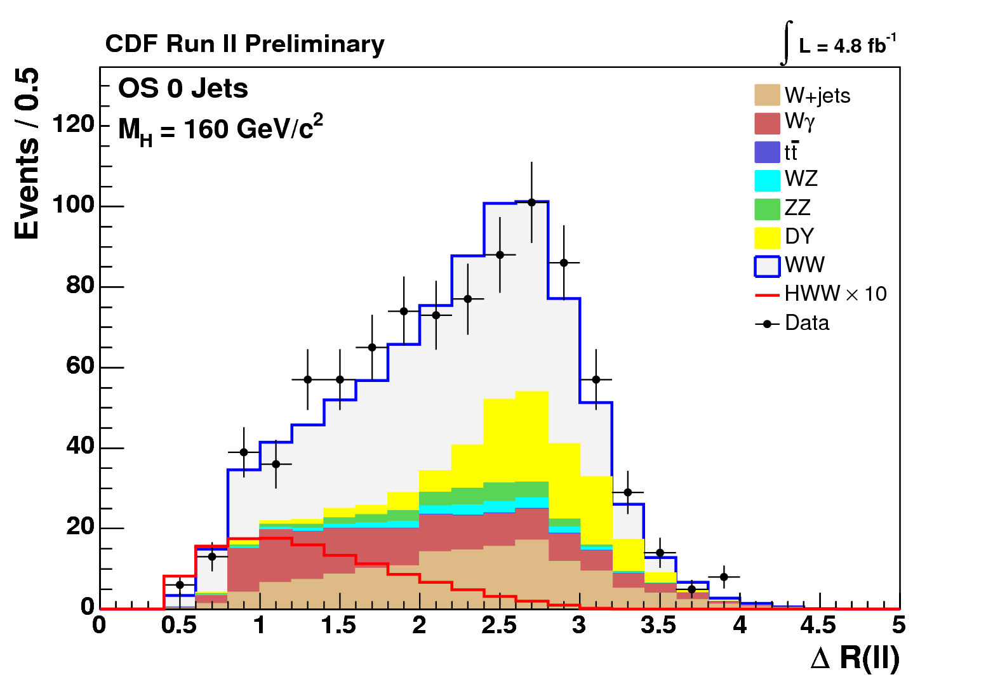 CDF Run II Preliminary
∫ L = 4.8 fb⁻¹
OS 0 Jets
M_H = 160 GeV/c²
Events / 0.5
W+jets
Wγ
tt̄
WZ
ZZ
DY
WW
HWW × 10
Data
120
100
80
60
40
20
0
0 0.5 1 1.5 2 2.5 3 3.5 4 4.5 5
Δ R(ll)